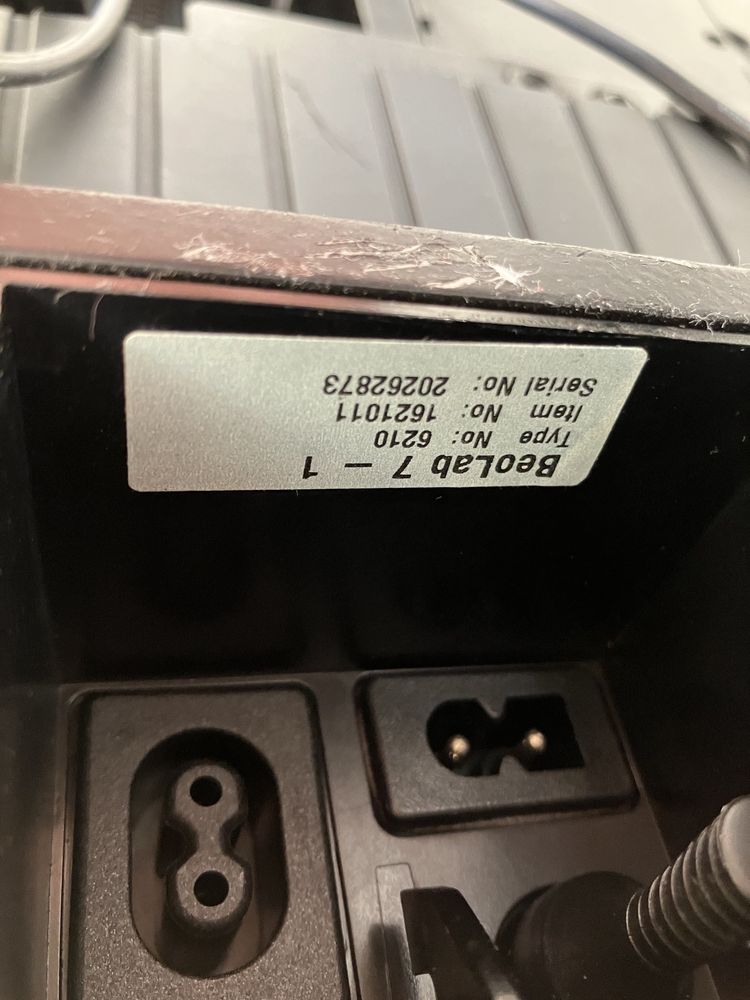 BeoLab 7 – 1
Type No: 6210
Item No: 1621011
Serial No: 20262873